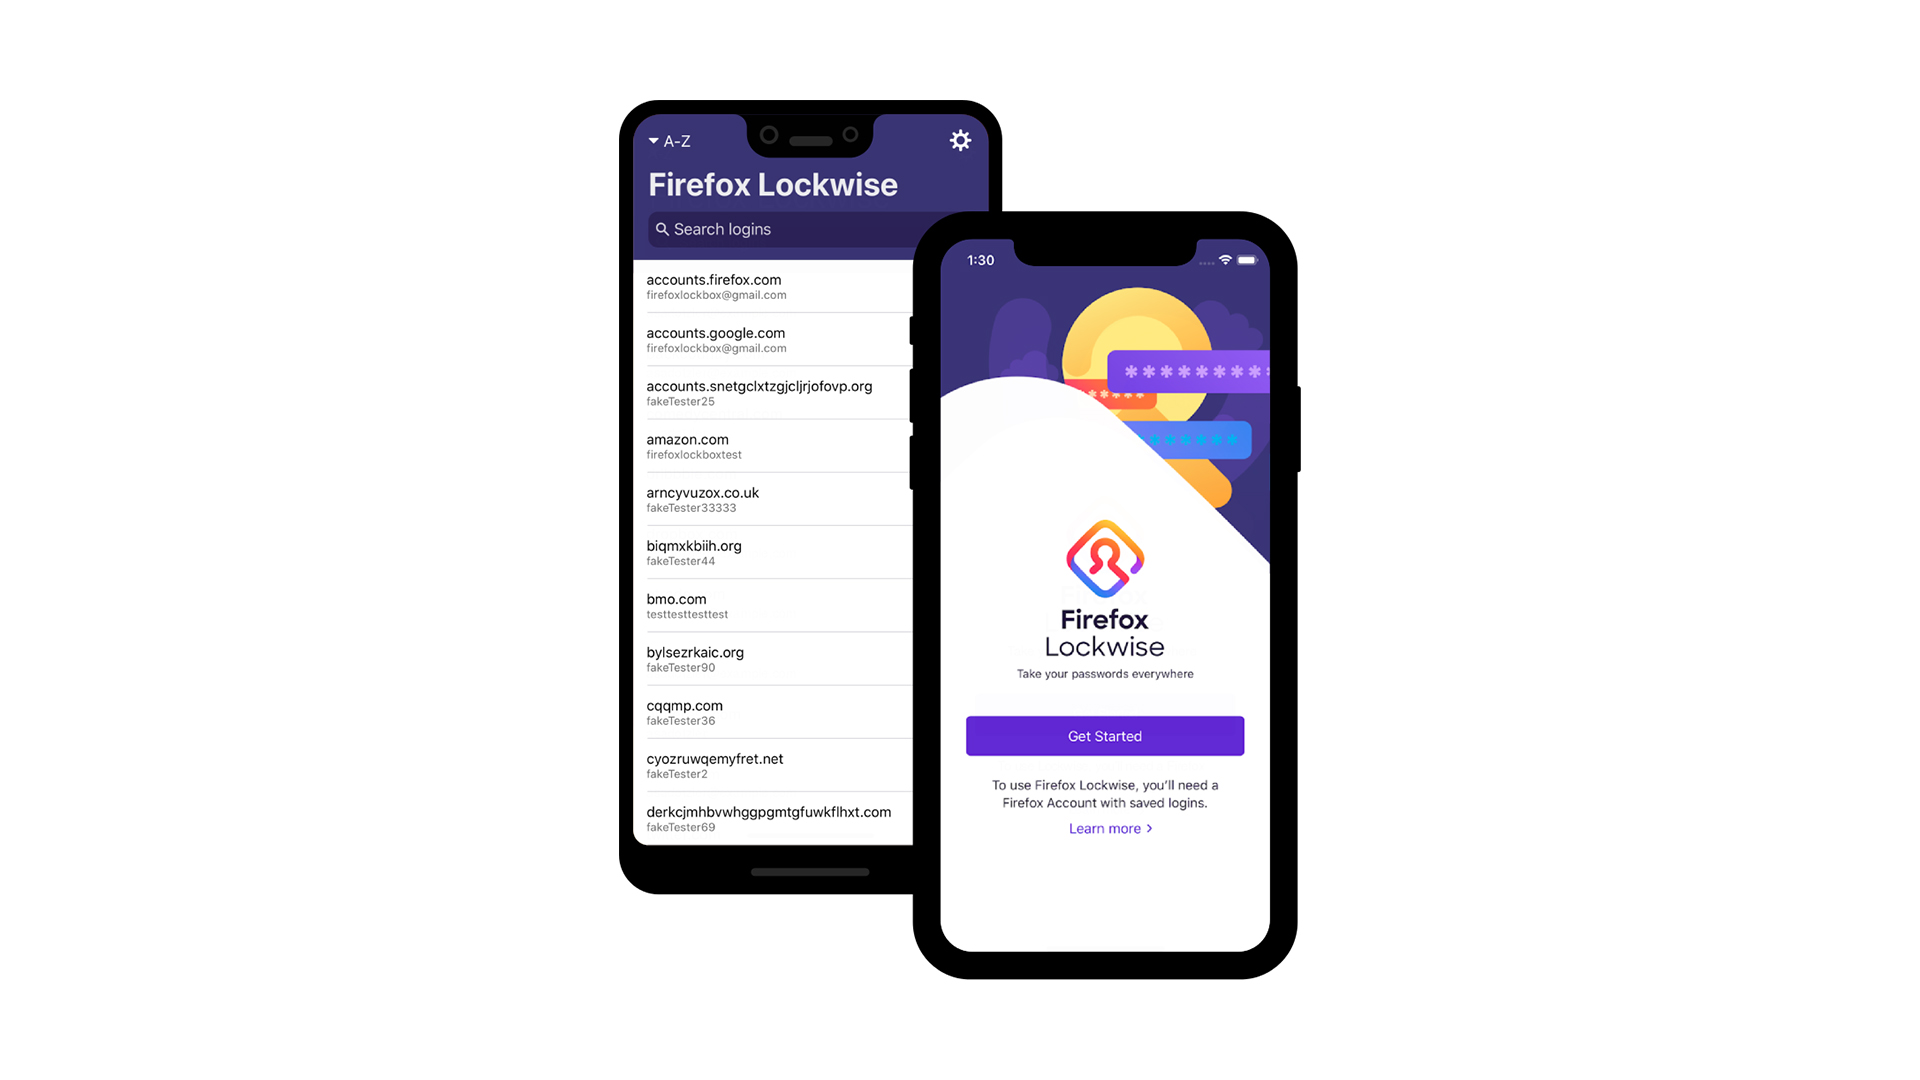 A-Z
Firefox Lockwise
Search logins
accounts.firefox.com
firefoxlockbox@gmail.com
accounts.google.com
firefoxlockbox@gmail.com
accounts.snetgclxtzgjcljrjofovp.org
fakeTester25
amazon.com
firefoxlockboxtest
arncyvuzox.co.uk
fakeTester33333
biqmxkbiih.org
fakeTester44
bmo.com
testtesttesttest
bylsezrkaic.org
fakeTester90
cqqmp.com
fakeTester36
cyozruwqemyfret.net
fakeTester2
derkcjmhbvwhggpgmtgfuwkflhxt.com
fakeTester69
1:30
Firefox
Lockwise
Take your passwords everywhere
Get Started
To use Firefox Lockwise, you’ll need a
Firefox Account with saved logins.
Learn more